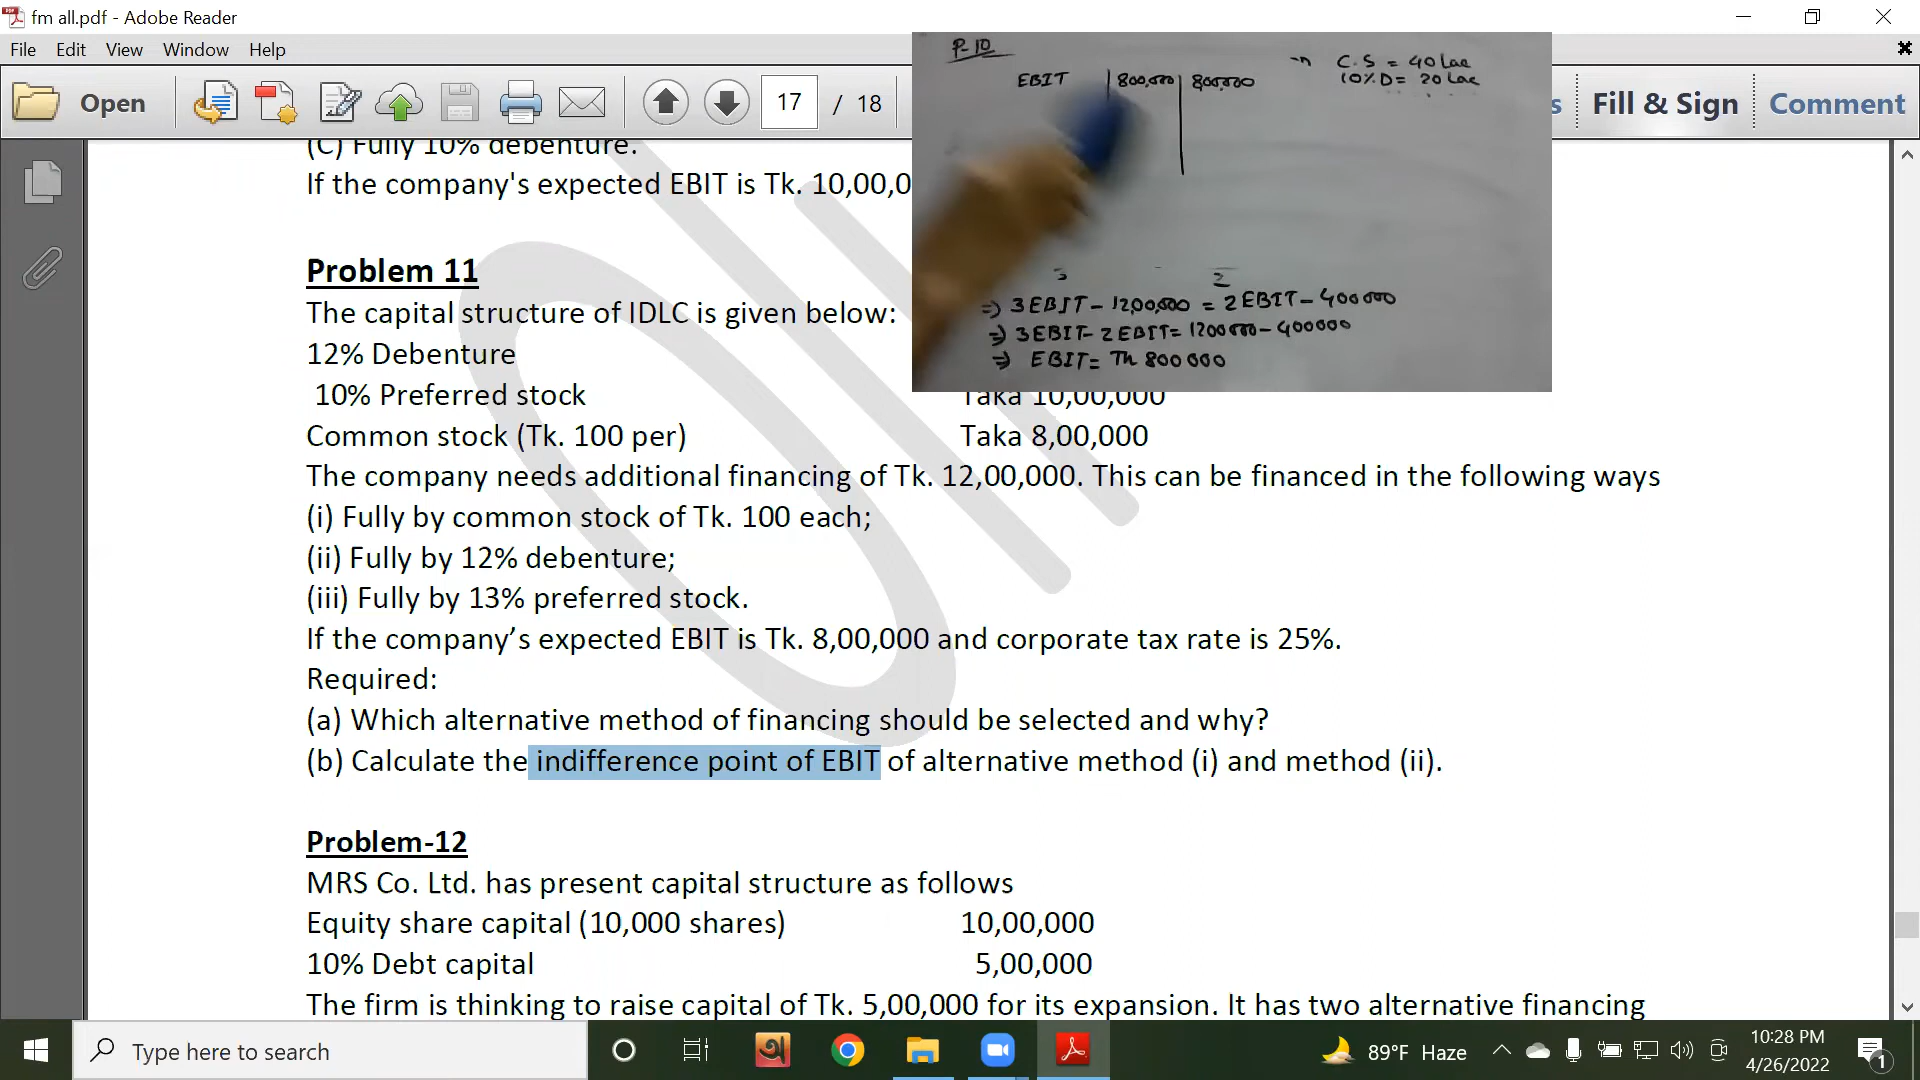 fm all.pdf - Adobe Reader
File Edit View Window Help
Open
17 / 18
Fill & Sign
Comment
P-10
EBIT 800,000 800,000
C.S = 40 Lac
10% D = 20 Lac
3 EBIT - 1200,000 = 2 EBIT - 400000
3 EBIT - 2 EBIT = 1200000 - 400000
EBIT = Tk 800 000
(C) Fully 10% debenture.
If the company's expected EBIT is Tk. 10,00,0
Problem 11
The capital structure of IDLC is given below:
12% Debenture
10% Preferred stock Taka 10,00,000
Common stock (Tk. 100 per) Taka 8,00,000
The company needs additional financing of Tk. 12,00,000. This can be financed in the following ways
(i) Fully by common stock of Tk. 100 each;
(ii) Fully by 12% debenture;
(iii) Fully by 13% preferred stock.
If the company’s expected EBIT is Tk. 8,00,000 and corporate tax rate is 25%.
Required:
(a) Which alternative method of financing should be selected and why?
(b) Calculate the indifference point of EBIT of alternative method (i) and method (ii).
Problem-12
MRS Co. Ltd. has present capital structure as follows
Equity share capital (10,000 shares) 10,00,000
10% Debt capital 5,00,000
The firm is thinking to raise capital of Tk. 5,00,000 for its expansion. It has two alternative financing
Type here to search
89°F Haze
10:28 PM
4/26/2022
1